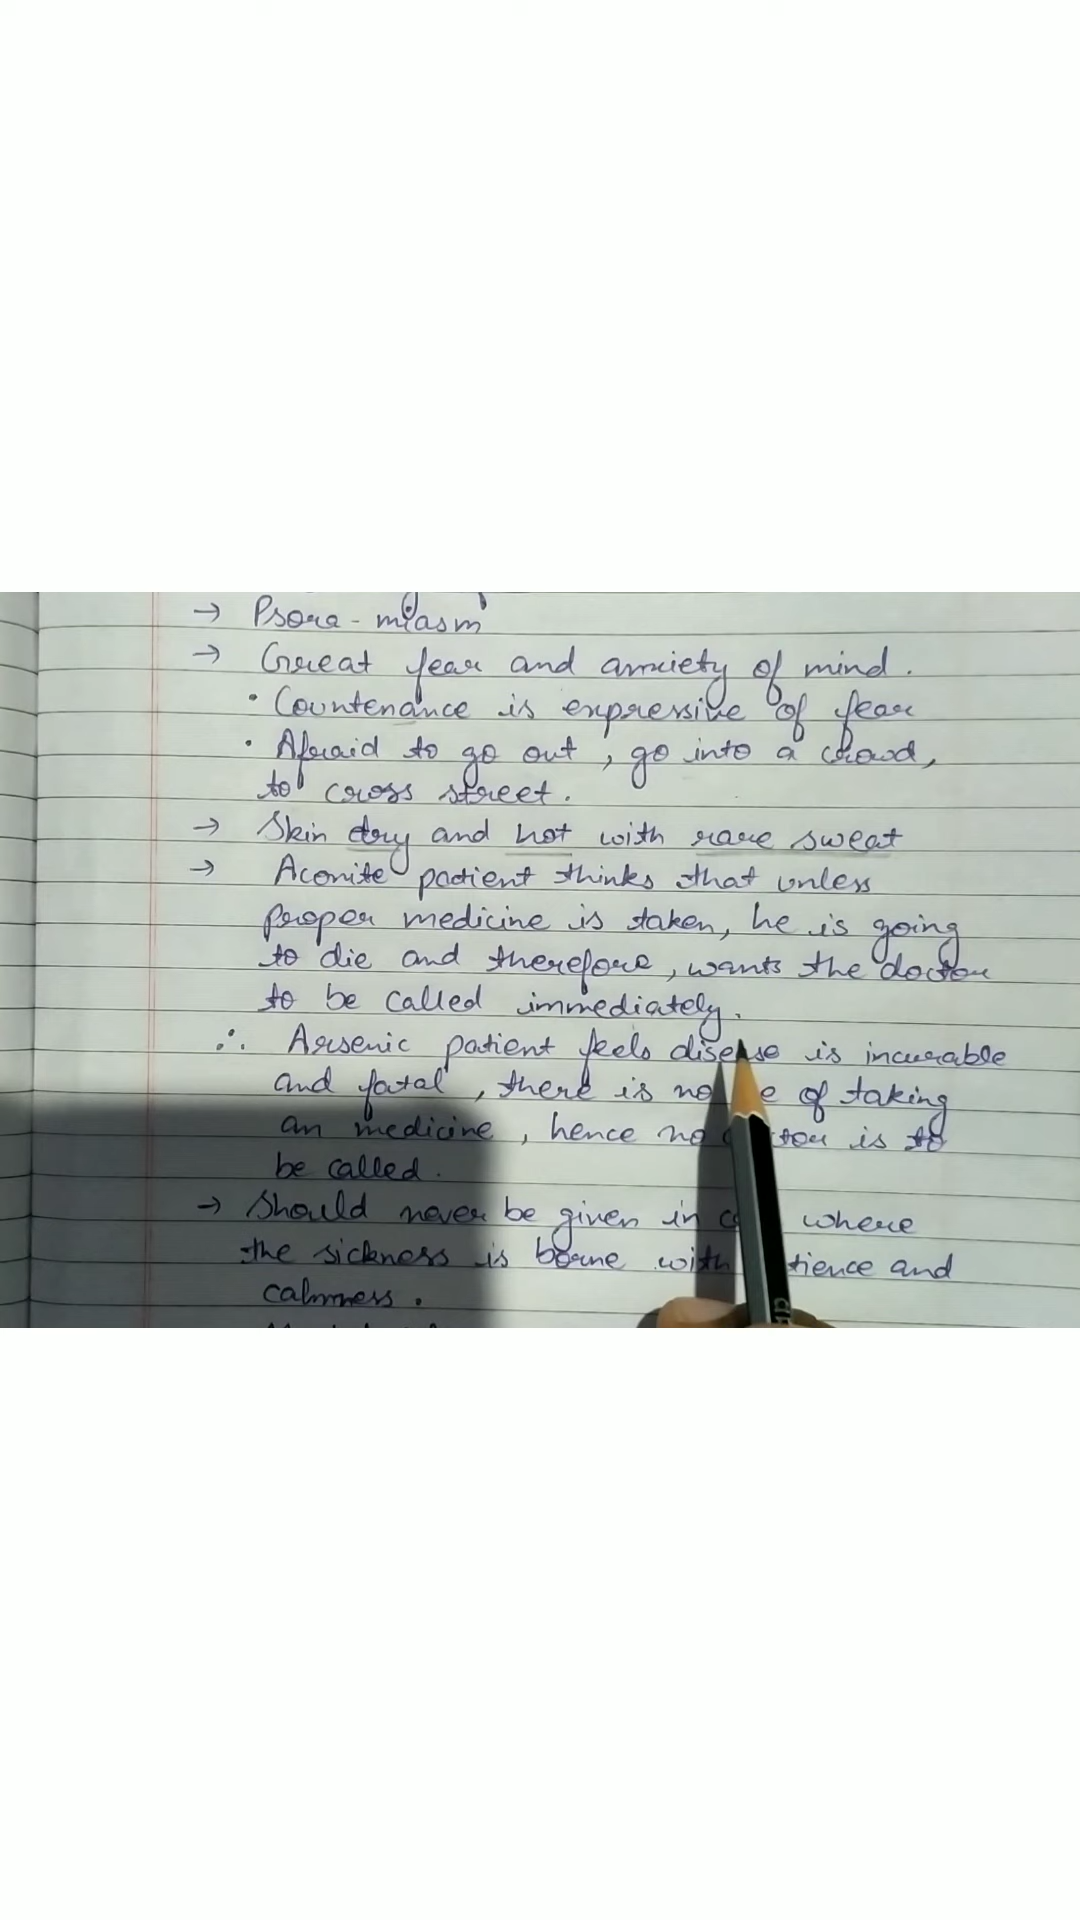 → Psora - miasm
→ Great fear and anxiety of mind.
• Countenance is expressive of fear
• Afraid to go out, go into a crowd,
to cross street.
→ Skin dry and hot with rare sweat
→ Aconite patient thinks that unless
proper medicine is taken, he is going
to die and therefore, wants the doctor
to be called immediately.
∴ Arsenic patient feels disease is incurable
and fatal, there is no of taking
an medicine, hence no is to
be called.
→ Should never be given in where
the sickness is borne with and
calmness.